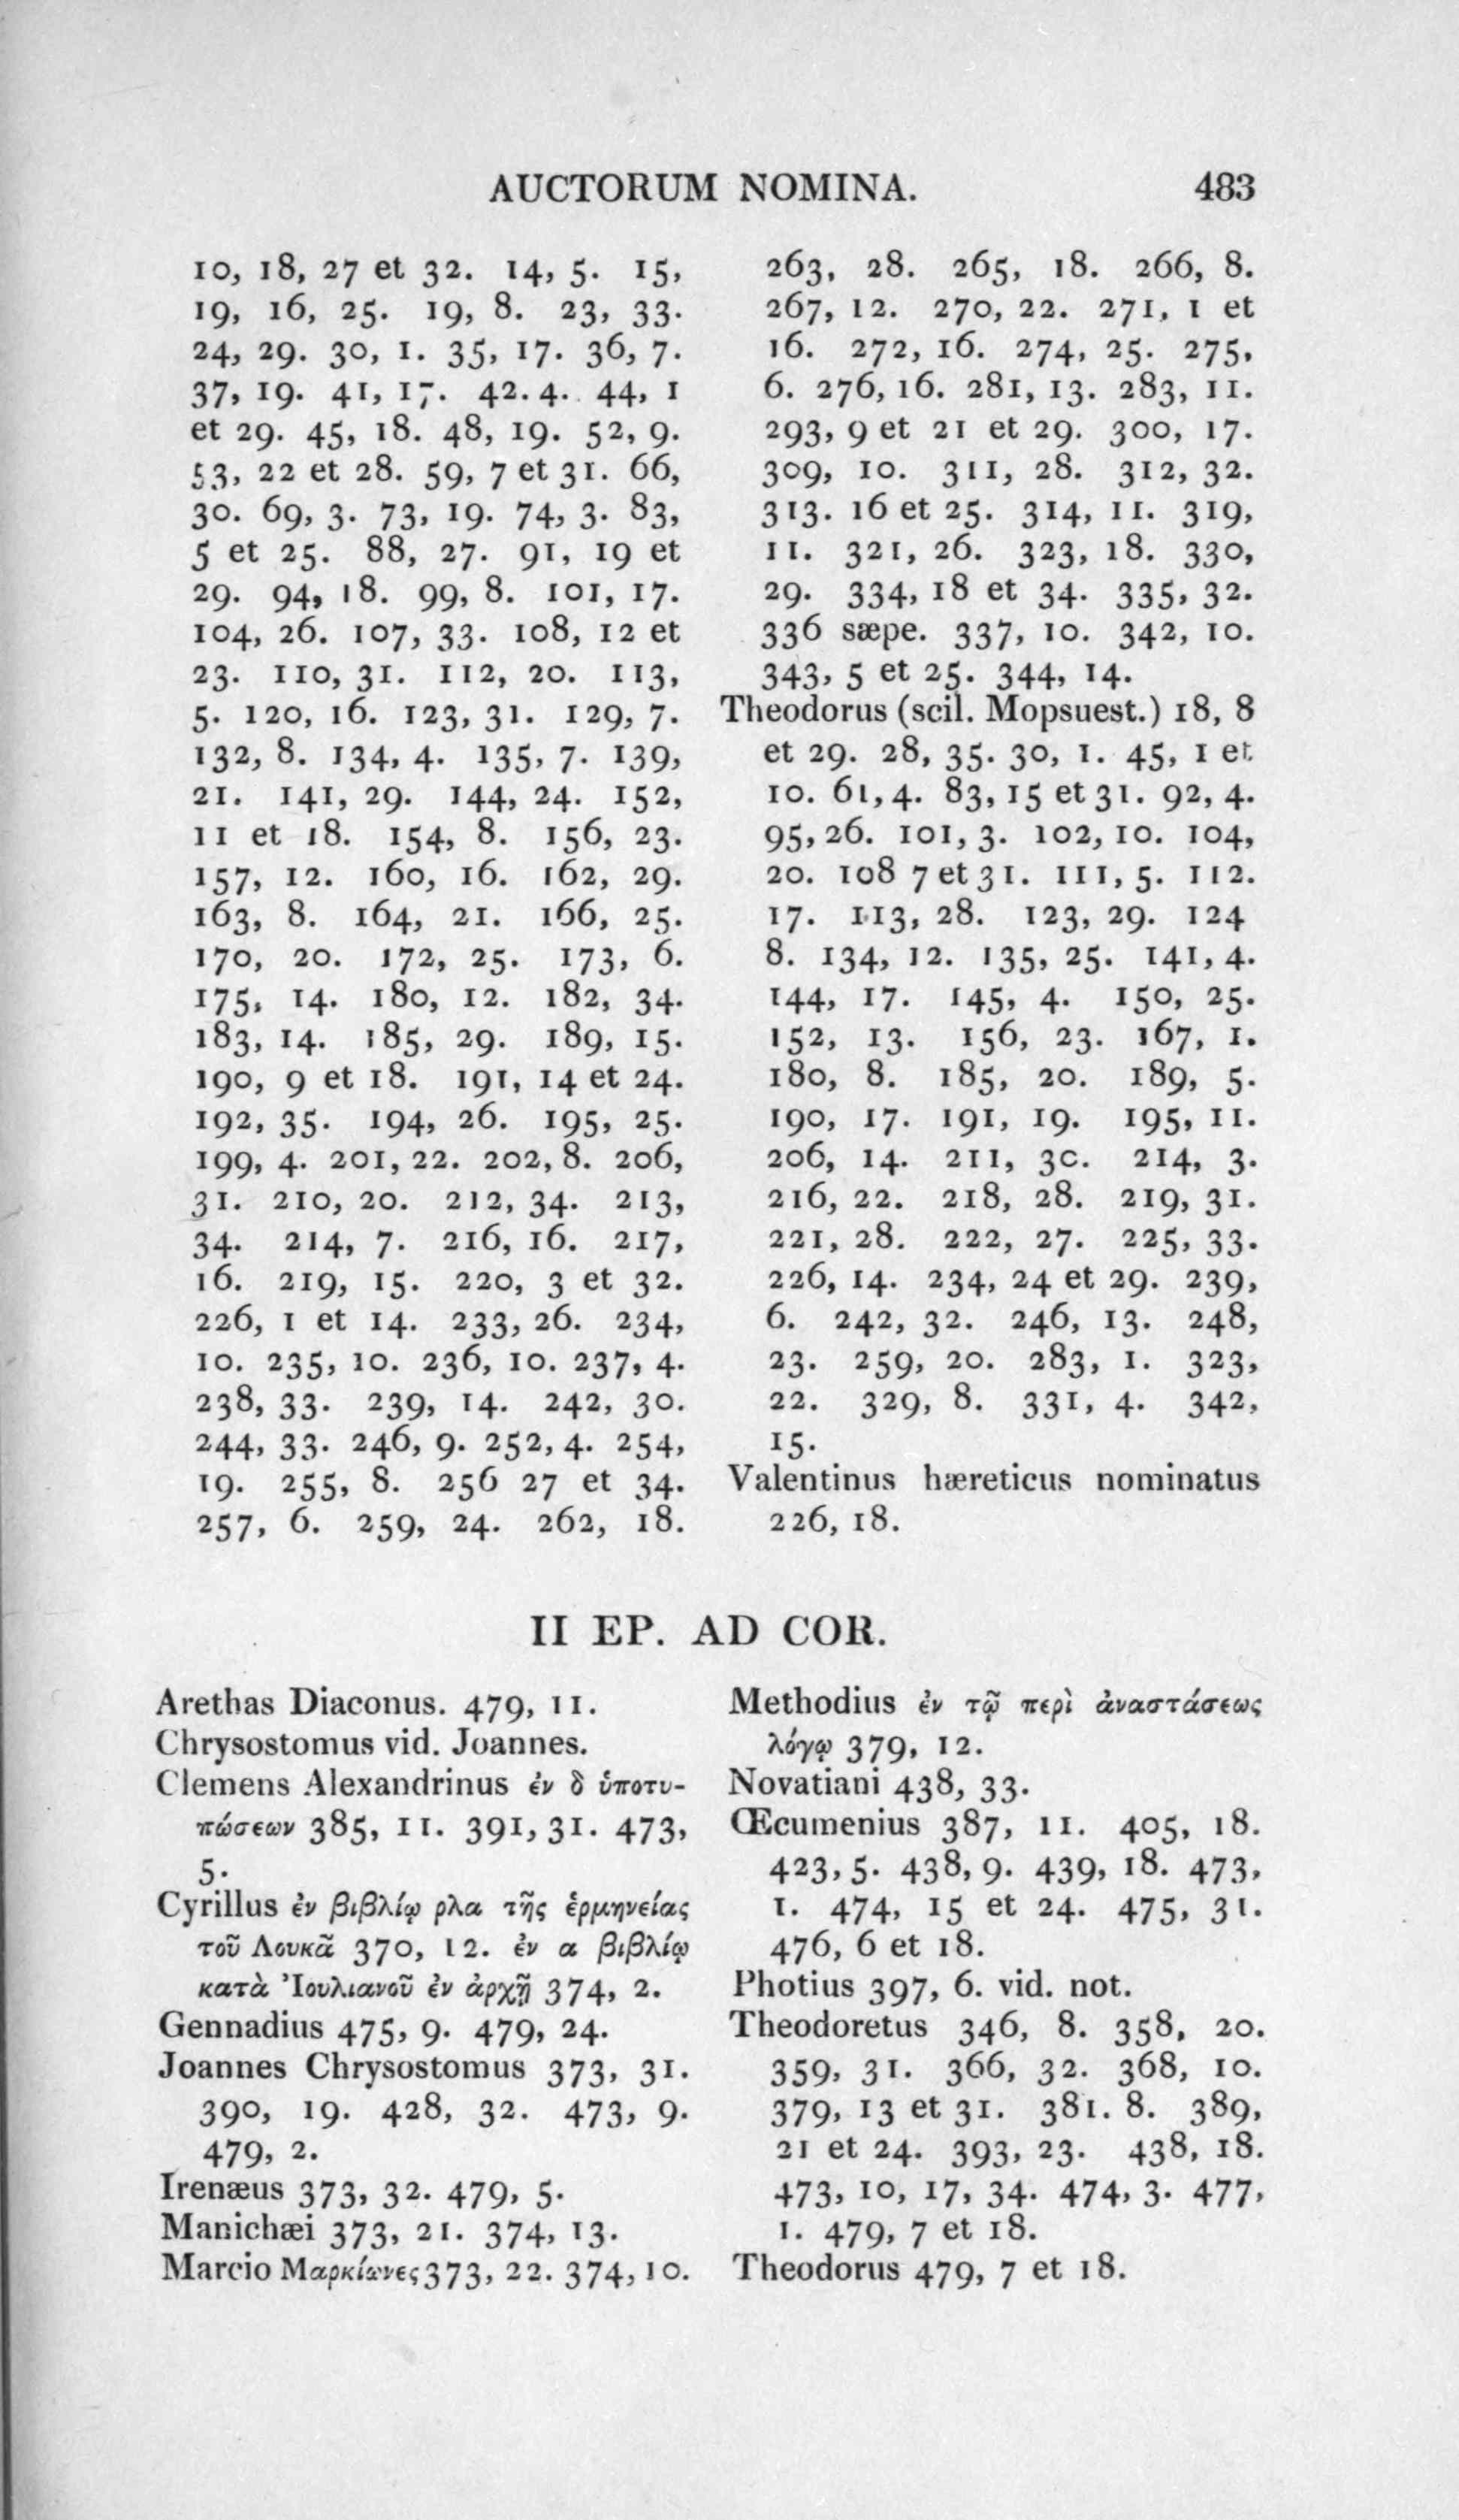 AUCTORUM NOMINA. 483
10, 18, 27 et 32. 14, 5. 15,
19, 16, 25. 19, 8. 23, 33.
24, 29. 30, 1. 35, 17. 36, 7.
37, 19. 41, 17. 42. 4. 44, 1
et 29. 45, 18. 48, 19. 52, 9.
53, 22 et 28. 59, 7 et 31. 66,
30. 69, 3. 73, 19. 74, 3. 83,
5 et 25. 88, 27. 91, 19 et
29. 94, 18. 99, 8. 101, 17.
104, 26. 107, 33. 108, 12 et
23. 110, 31. 112, 20. 113,
5. 120, 16. 123, 31. 129, 7.
132, 8. 134, 4. 135, 7. 139,
21. 141, 29. 144, 24. 152,
11 et 18. 154, 8. 156, 23.
157, 12. 160, 16. 162, 29.
163, 8. 164, 21. 166, 25.
170, 20. 172, 25. 173, 6.
175, 14. 180, 12. 182, 34.
183, 14. 185, 29. 189, 15.
190, 9 et 18. 191, 14 et 24.
192, 35. 194, 26. 195, 25.
199, 4. 201, 22. 202, 8. 206,
31. 210, 20. 212, 34. 213,
34. 214, 7. 216, 16. 217,
16. 219, 15. 220, 3 et 32.
226, 1 et 14. 233, 26. 234,
10. 235, 10. 236, 10. 237, 4.
238, 33. 239, 14. 242, 30.
244, 33. 246, 9. 252, 4. 254,
19. 255, 8. 256 27 et 34.
257, 6. 259, 24. 262, 18.
263, 28. 265, 18. 266, 8.
267, 12. 270, 22. 271, 1 et
16. 272, 16. 274, 25. 275,
6. 276, 16. 281, 13. 283, 11.
293, 9 et 21 et 29. 300, 17.
309, 10. 311, 28. 312, 32.
313. 16 et 25. 314, 11. 319,
11. 321, 26. 323, 18. 330,
29. 334, 18 et 34. 335, 32.
336 sæpe. 337, 10. 342, 10.
343, 5 et 25. 344, 14.
Theodorus (scil. Mopsuest.) 18, 8
et 29. 28, 35. 30, 1. 45, 1 et
10. 61, 4. 83, 15 et 31. 92, 4.
95, 26. 101, 3. 102, 10. 104,
20. 108 7 et 31. 111, 5. 112.
17. 113, 28. 123, 29. 124
8. 134, 12. 135, 25. 141, 4.
144, 17. 145, 4. 150, 25.
152, 13. 156, 23. 167, 1.
180, 8. 185, 20. 189, 5.
190, 17. 191, 19. 195, 11.
206, 14. 211, 30. 214, 3.
216, 22. 218, 28. 219, 31.
221, 28. 222, 27. 225, 33.
226, 14. 234, 24 et 29. 239,
6. 242, 32. 246, 13. 248,
23. 259, 20. 283, 1. 323,
22. 329, 8. 331, 4. 342,
15.
Valentinus hæreticus nominatus
226, 18.
II EP. AD COR.
Arethas Diaconus. 479, 11.
Chrysostomus vid. Joannes.
Clemens Alexandrinus ἐν δ ὑποτυ-
πώσεων 385, 11. 391, 31. 473,
5.
Cyrillus ἐν βιβλίῳ ρλα τῆς ἑρμηνείας
τοῦ Λουκᾶ 370, 12. ἐν α βιβλίῳ
κατὰ Ἰουλιανοῦ ἐν ἀρχῇ 374, 2.
Gennadius 475, 9. 479, 24.
Joannes Chrysostomus 373, 31.
390, 19. 428, 32. 473, 9.
479, 2.
Irenæus 373, 32. 479, 5.
Manichæi 373, 21. 374, 13.
Marcio Μαρκίωνες 373, 22. 374, 10.
Methodius ἐν τῷ περὶ ἀναστάσεως
λόγῳ 379, 12.
Novatiani 438, 33.
Œcumenius 387, 11. 405, 18.
423, 5. 438, 9. 439, 18. 473,
1. 474, 15 et 24. 475, 31.
476, 6 et 18.
Photius 397, 6. vid. not.
Theodoretus 346, 8. 358, 20.
359, 31. 366, 32. 368, 10.
379, 13 et 31. 381. 8. 389,
21 et 24. 393, 23. 438, 18.
473, 10, 17, 34. 474, 3. 477,
1. 479, 7 et 18.
Theodorus 479, 7 et 18.